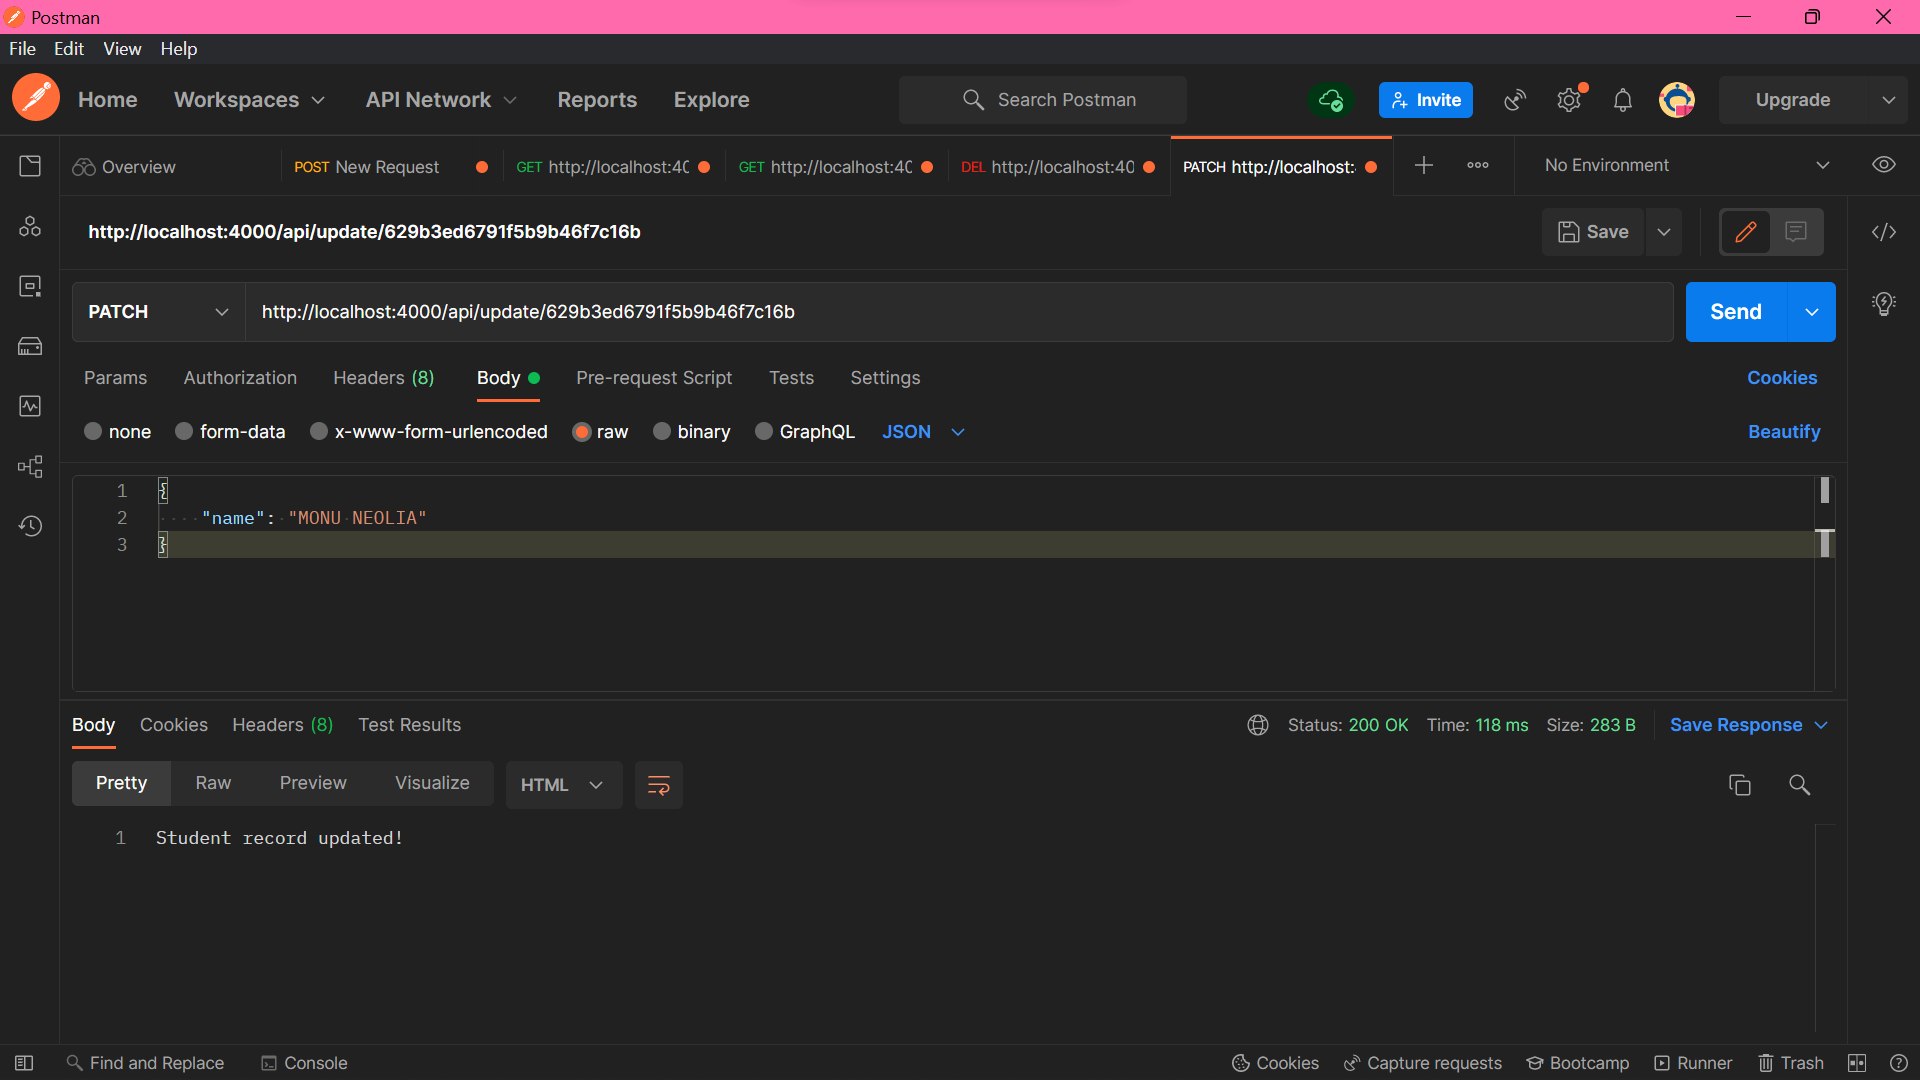 Postman
File Edit View Help
Home Workspaces API Network Reports Explore Search Postman Invite Upgrade
Overview POST New Request GET http://localhost:40 GET http://localhost:40 DEL http://localhost:40 PATCH http://localhost: No Environment
http://localhost:4000/api/update/629b3ed6791f5b9b46f7c16b Save
PATCH http://localhost:4000/api/update/629b3ed6791f5b9b46f7c16b Send
Params Authorization Headers (8) Body Pre-request Script Tests Settings Cookies
none form-data x-www-form-urlencoded raw binary GraphQL JSON Beautify
1 {
2 "name": "MONU NEOLIA"
3 }
Body Cookies Headers (8) Test Results Status: 200 OK Time: 118 ms Size: 283 B Save Response
Pretty Raw Preview Visualize HTML
1 Student record updated!
Find and Replace Console Cookies Capture requests Bootcamp Runner Trash